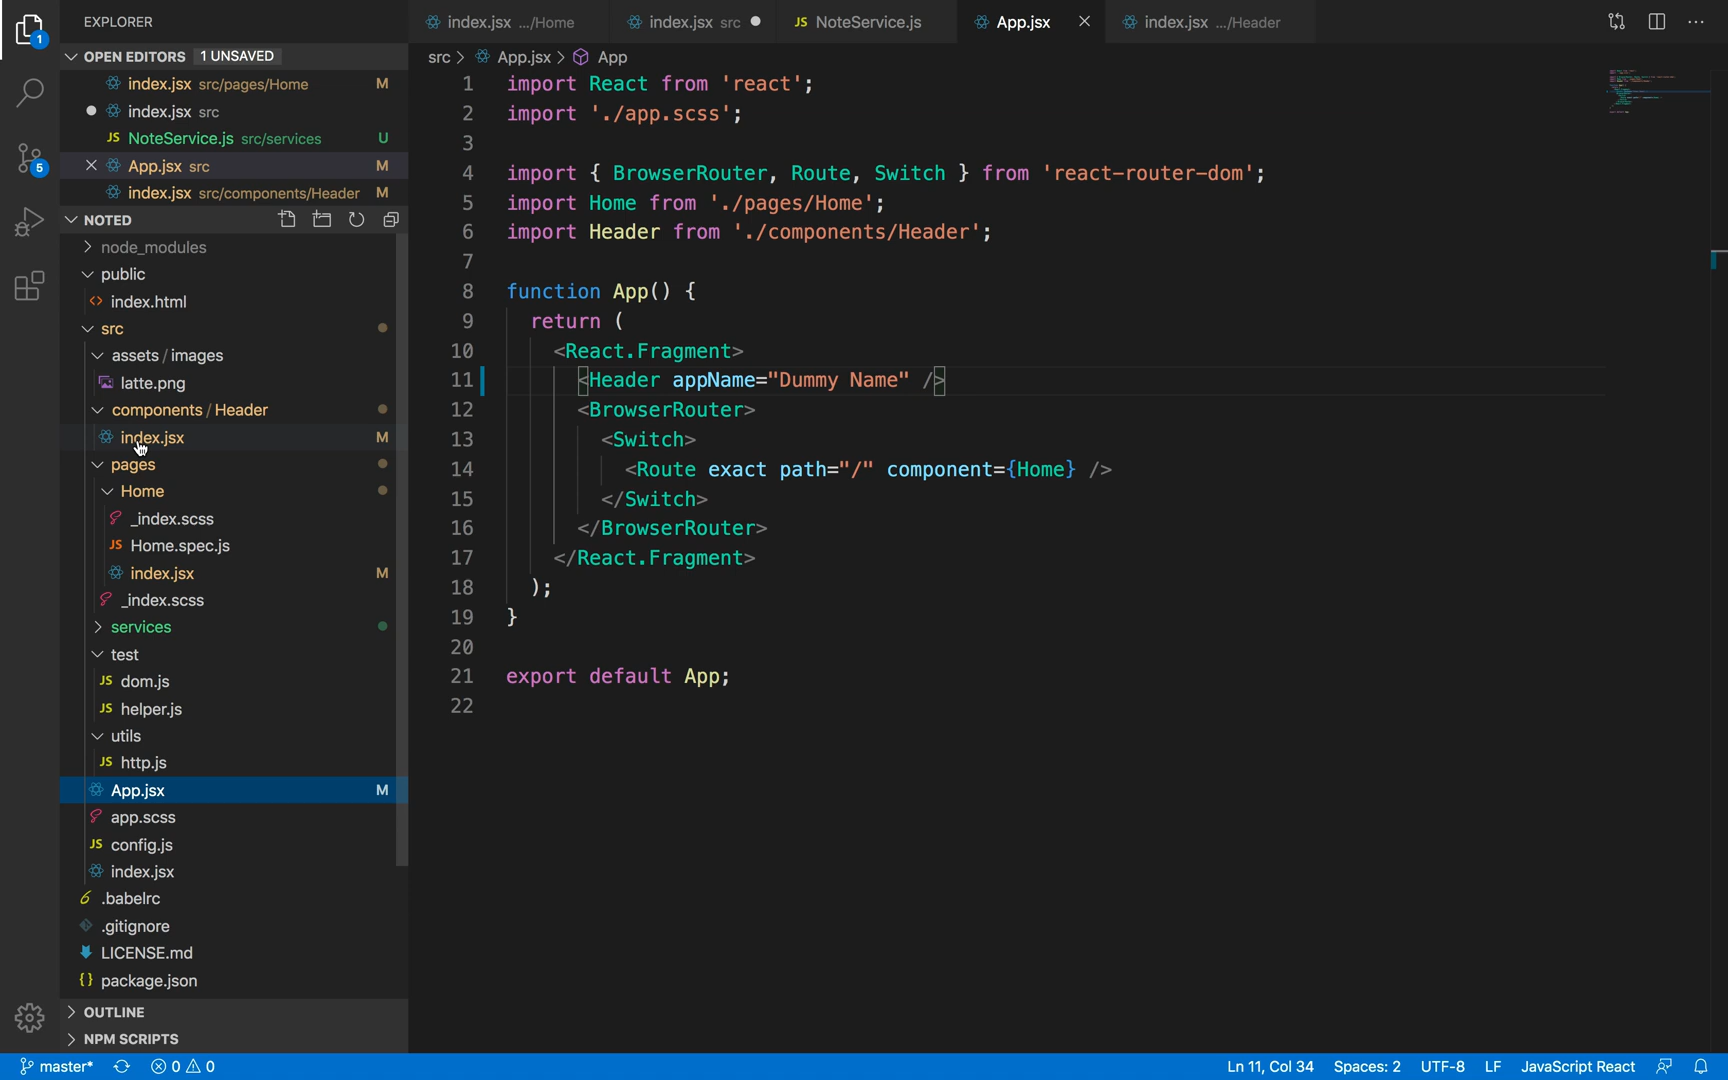 EXPLORER
OPEN EDITORS 1 UNSAVED
index.jsx src/pages/Home M
index.jsx src
JS NoteService.js src/services U
App.jsx src M
index.jsx src/components/Header M
NOTED
node_modules
public
index.html
src
assets / images
latte.png
components / Header
index.jsx M
pages
Home
_index.scss
JS Home.spec.js
index.jsx M
_index.scss
services
test
JS dom.js
JS helper.js
utils
JS http.js
App.jsx M
app.scss
JS config.js
index.jsx
.babelrc
.gitignore
LICENSE.md
{} package.json
OUTLINE
NPM SCRIPTS
1
5
index.jsx .../Home
index.jsx src
JS NoteService.js
App.jsx
index.jsx .../Header
src > App.jsx > App
1 import React from 'react';
2 import './app.scss';
3
4 import { BrowserRouter, Route, Switch } from 'react-router-dom';
5 import Home from './pages/Home';
6 import Header from './components/Header';
7
8 function App() {
9 return (
10 <React.Fragment>
11 <Header appName="Dummy Name" />
12 <BrowserRouter>
13 <Switch>
14 <Route exact path="/" component={Home} />
15 </Switch>
16 </BrowserRouter>
17 </React.Fragment>
18 );
19 }
20
21 export default App;
22
master* 0 0 Ln 11, Col 34 Spaces: 2 UTF-8 LF JavaScript React